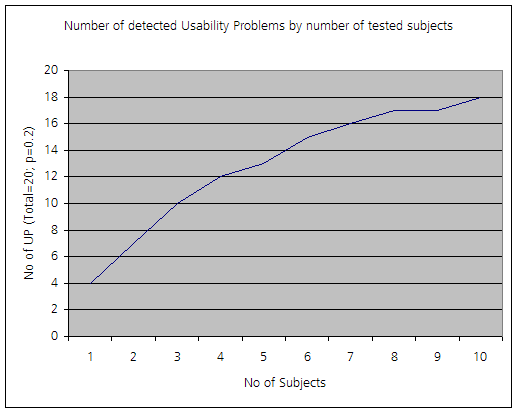 Number of detected Usability Problems by number of tested subjects
No of UP (Total=20; p=0.2)
20
18
16
14
12
10
8
6
4
2
0
1 2 3 4 5 6 7 8 9 10
No of Subjects